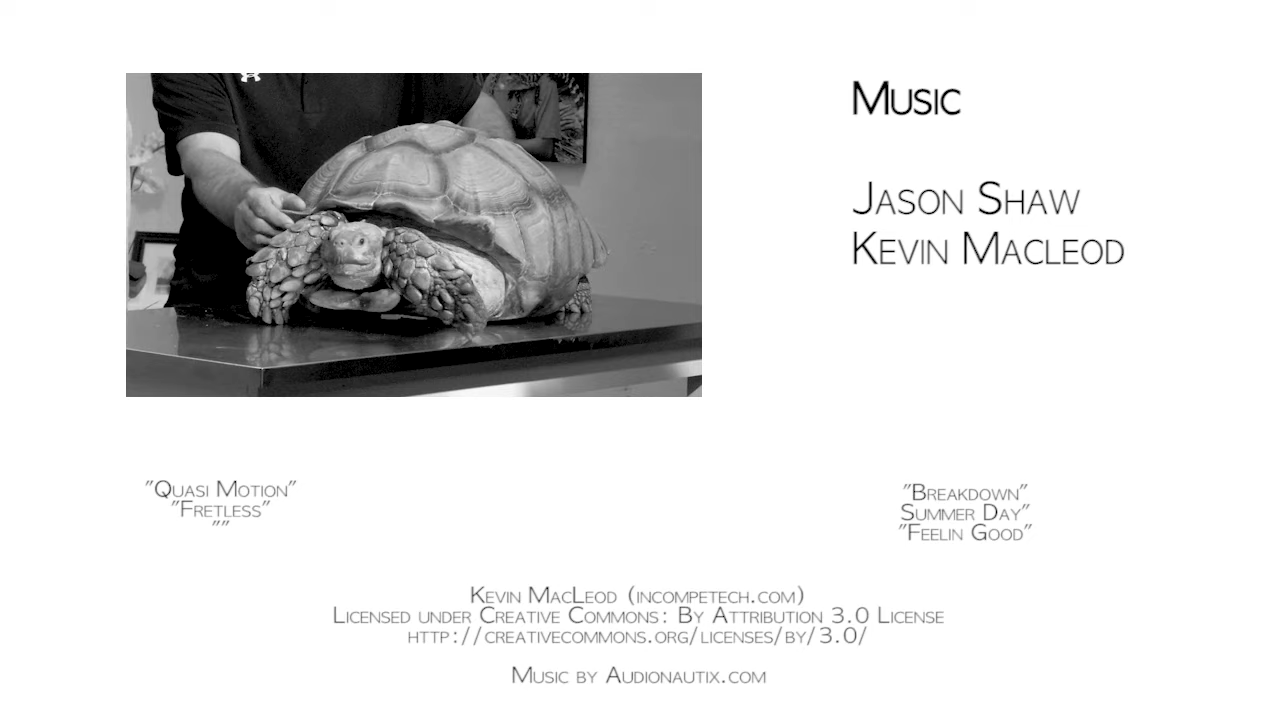 Music
Jason Shaw
Kevin Macleod
"Quasi Motion"
"Fretless"
""
"Breakdown"
Summer Day"
"Feelin Good"
Kevin MacLeod (incompetech.com)
Licensed under Creative Commons: By Attribution 3.0 License
http://creativecommons.org/licenses/by/3.0/
Music by Audionautix.com